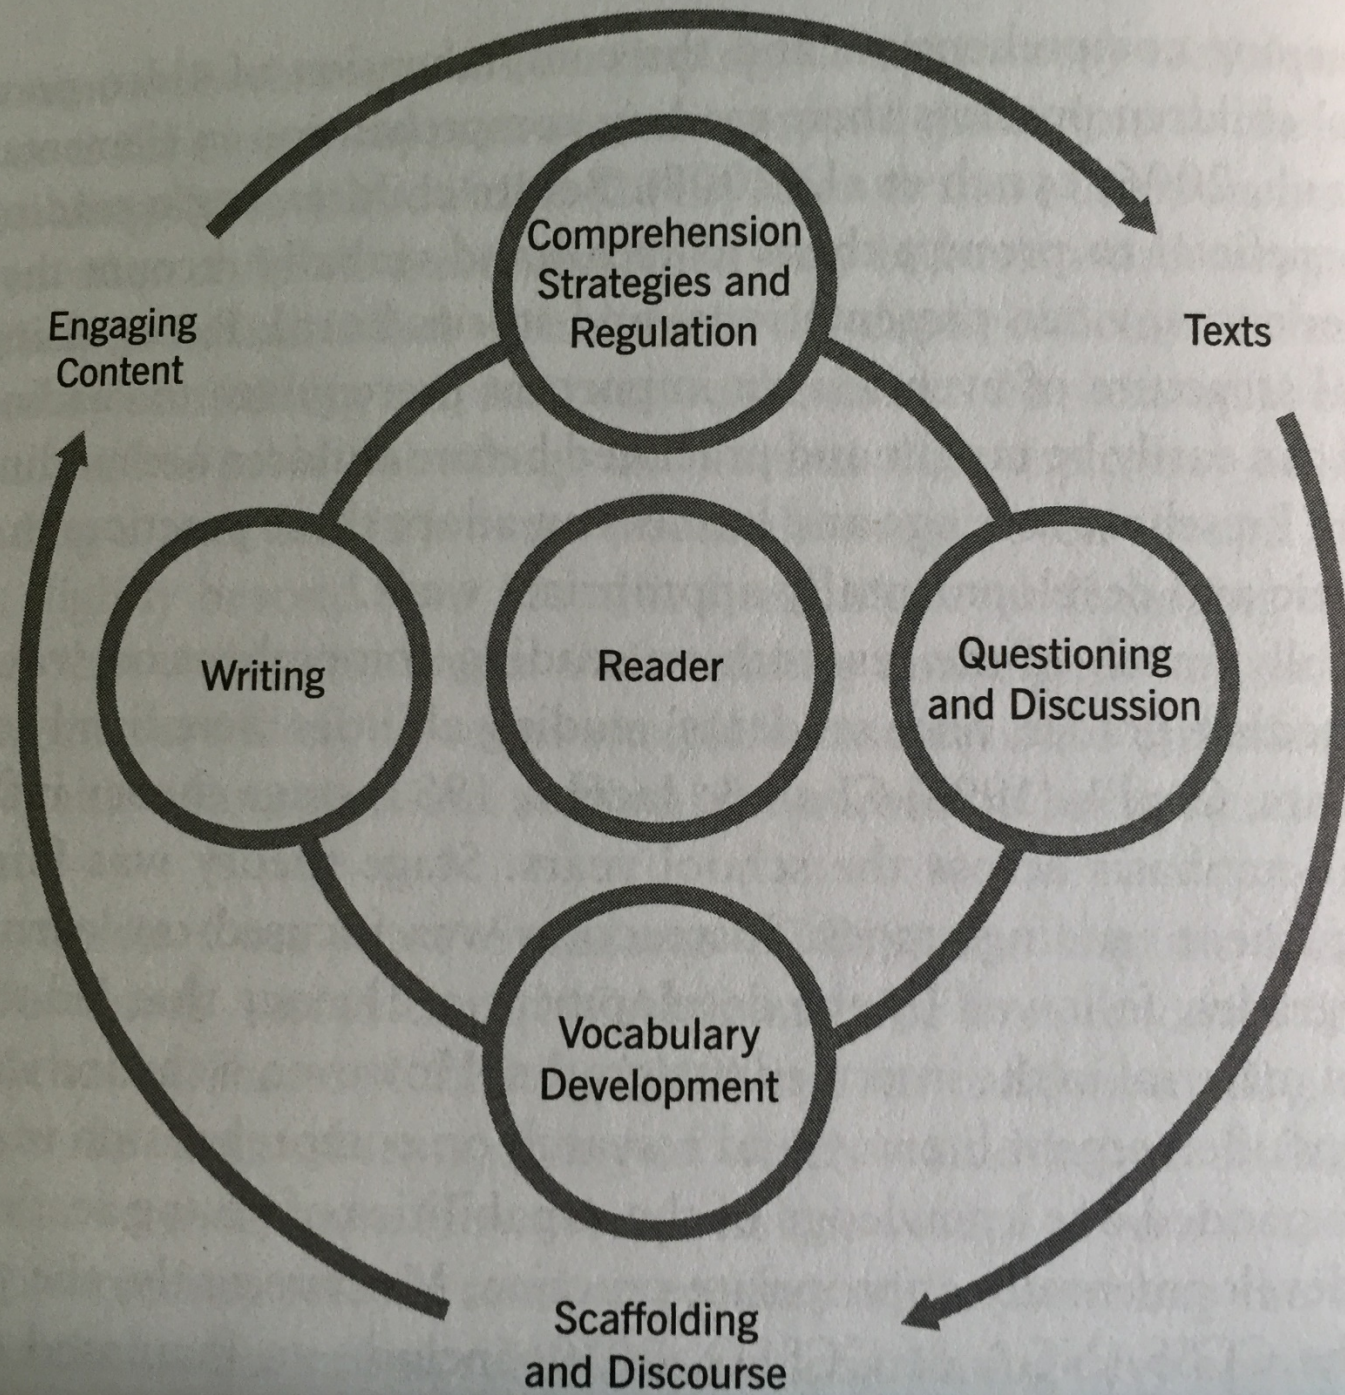 Comprehension
Strategies and
Regulation
Engaging
Content
Texts
Writing
Reader
Questioning
and Discussion
Vocabulary
Development
Scaffolding
and Discourse